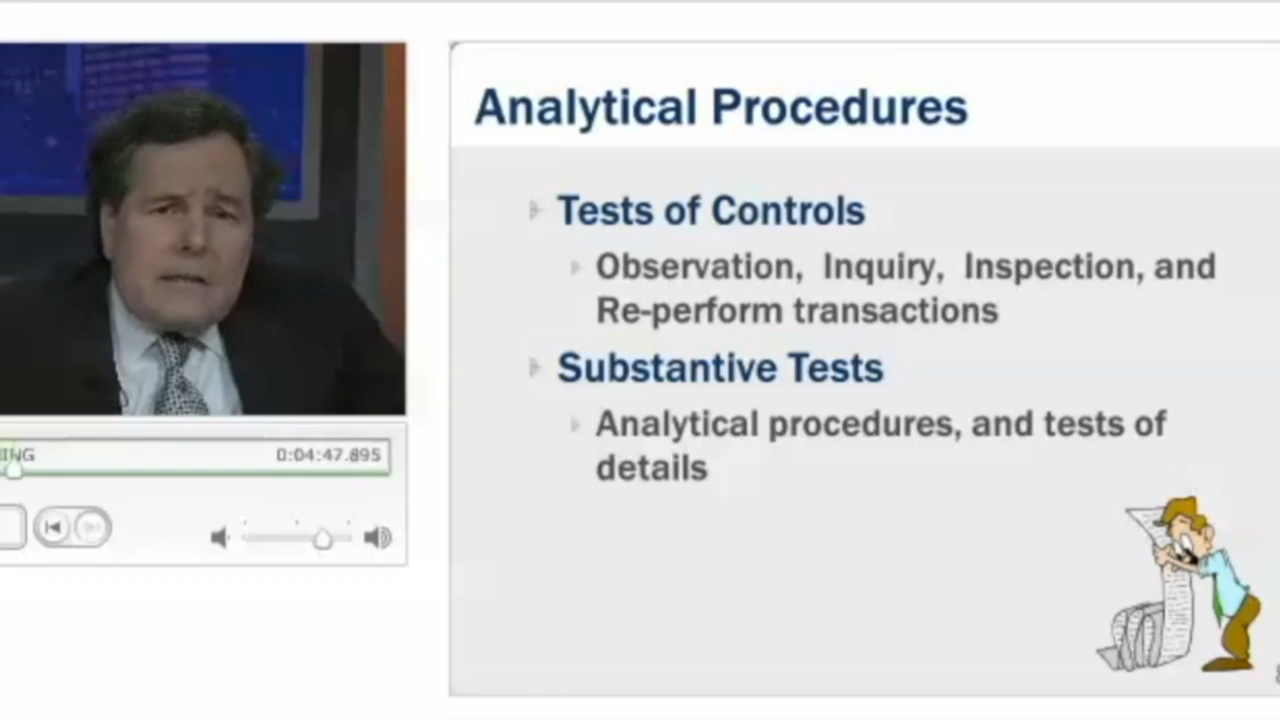 Analytical Procedures
Tests of Controls
Observation, Inquiry, Inspection, and
Re-perform transactions
Substantive Tests
Analytical procedures, and tests of
details
ING
0:04:47.895